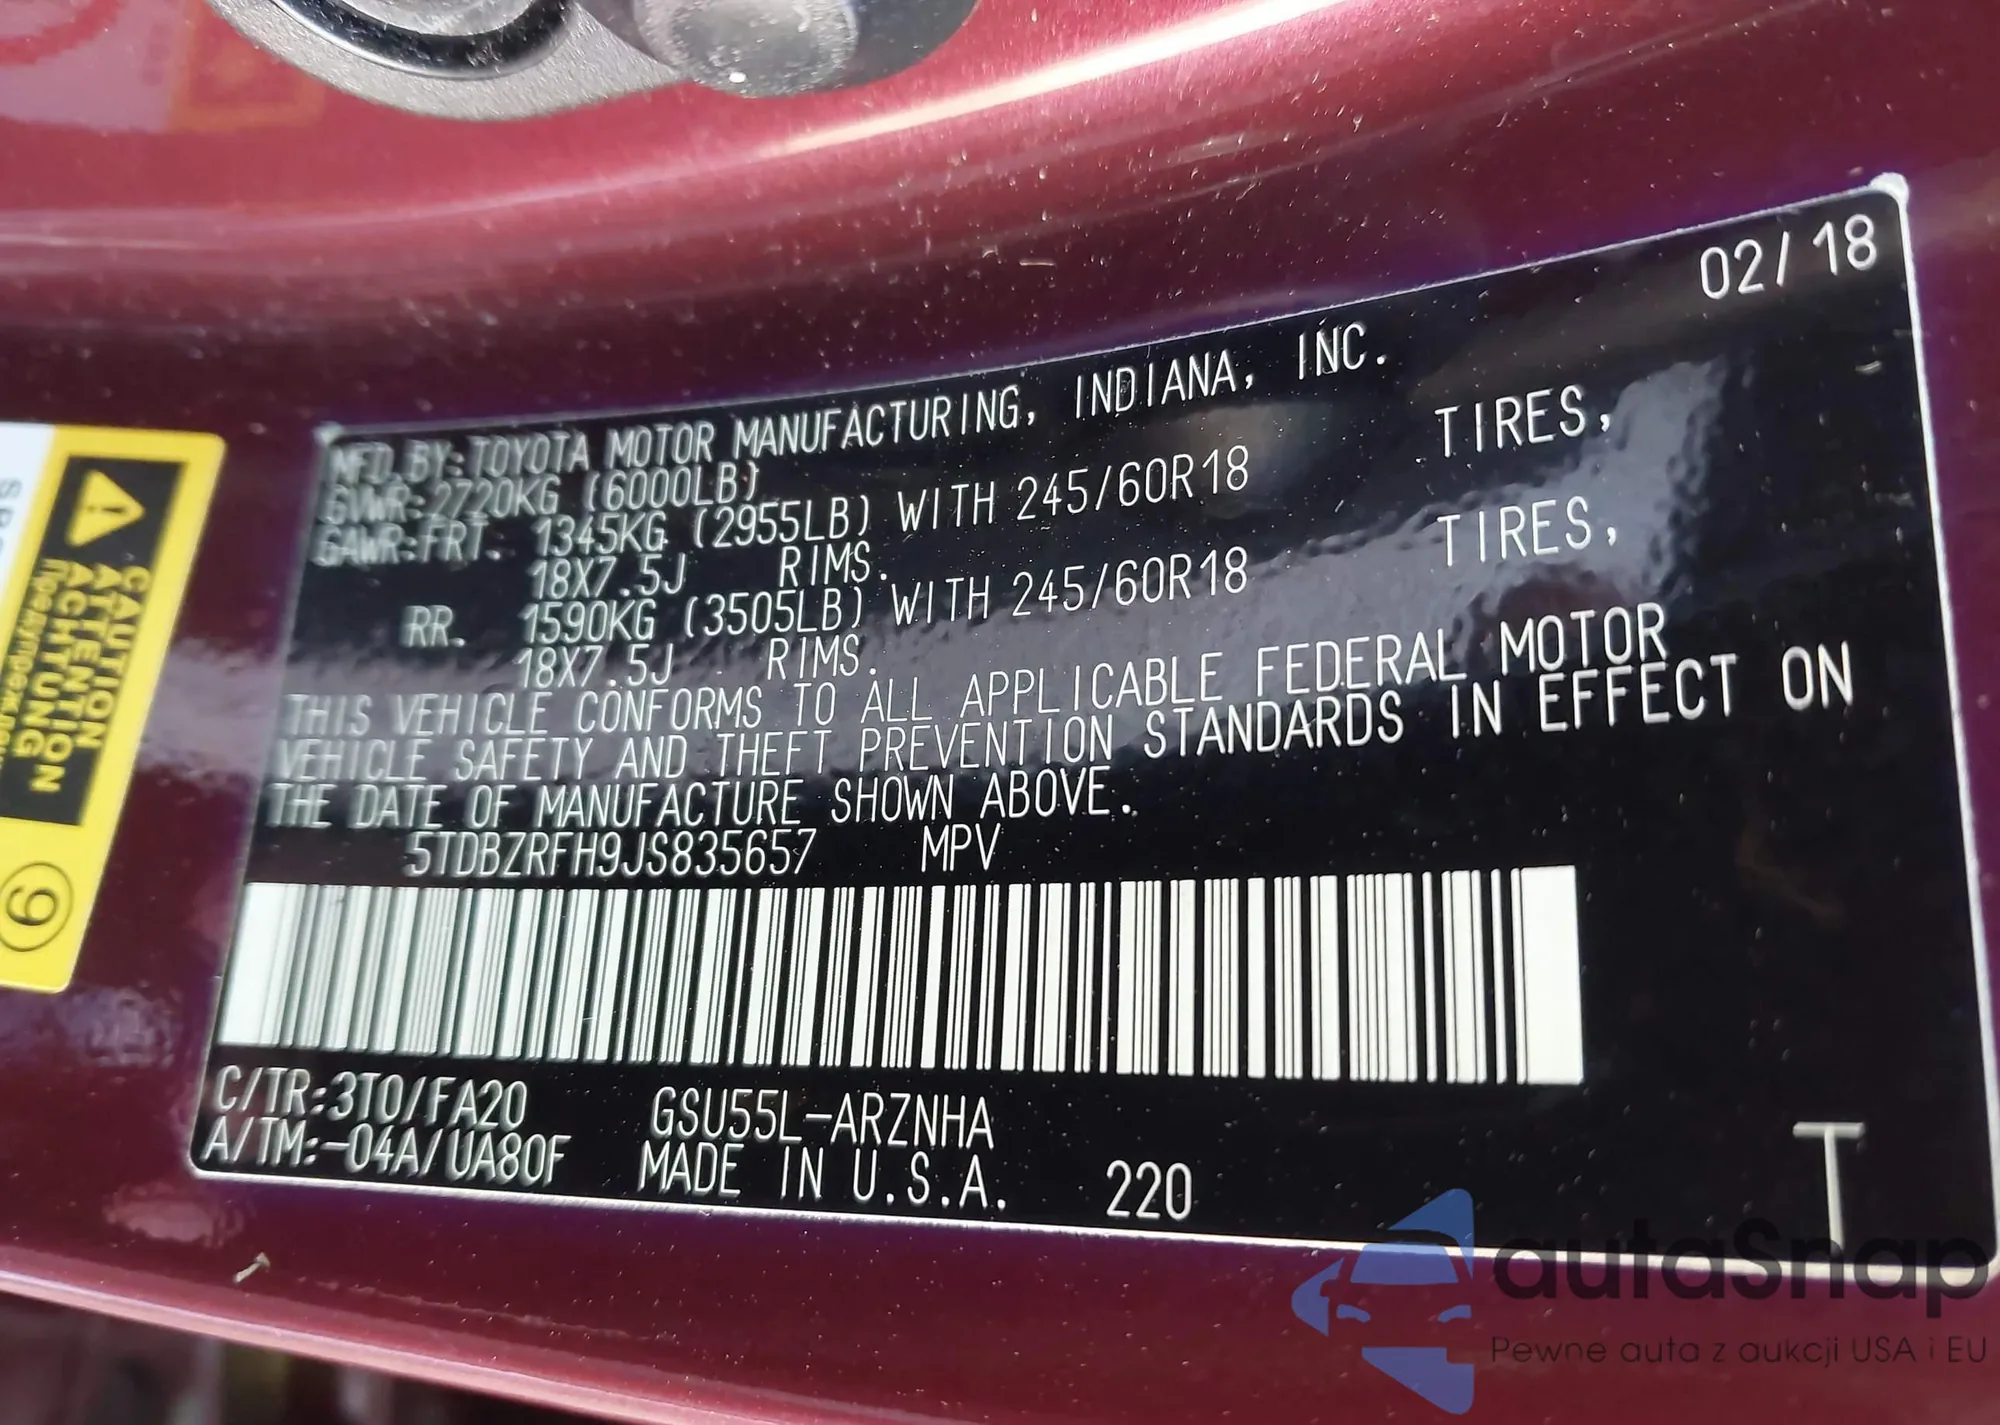 02/18
MFD.BY:TOYOTA MOTOR MANUFACTURING, INDIANA, INC.
GVWR:2720KG (6000LB)
GAWR:FRT. 1345KG (2955LB) WITH 245/60R18 TIRES,
18X7.5J RIMS.
RR. 1590KG (3505LB) WITH 245/60R18 TIRES,
18X7.5J RIMS.
THIS VEHICLE CONFORMS TO ALL APPLICABLE FEDERAL MOTOR
VEHICLE SAFETY AND THEFT PREVENTION STANDARDS IN EFFECT ON
THE DATE OF MANUFACTURE SHOWN ABOVE.
5TDBZRFH9JS835657 MPV
C/TR:3T0/FA20 GSU55L-ARZNHA
A/TM:-04A/UA80F MADE IN U.S.A. 220
T
CAUTION
ATTENTION
ACHTUNG
9
autaSnap
Pewne auta z aukcji USA i EU